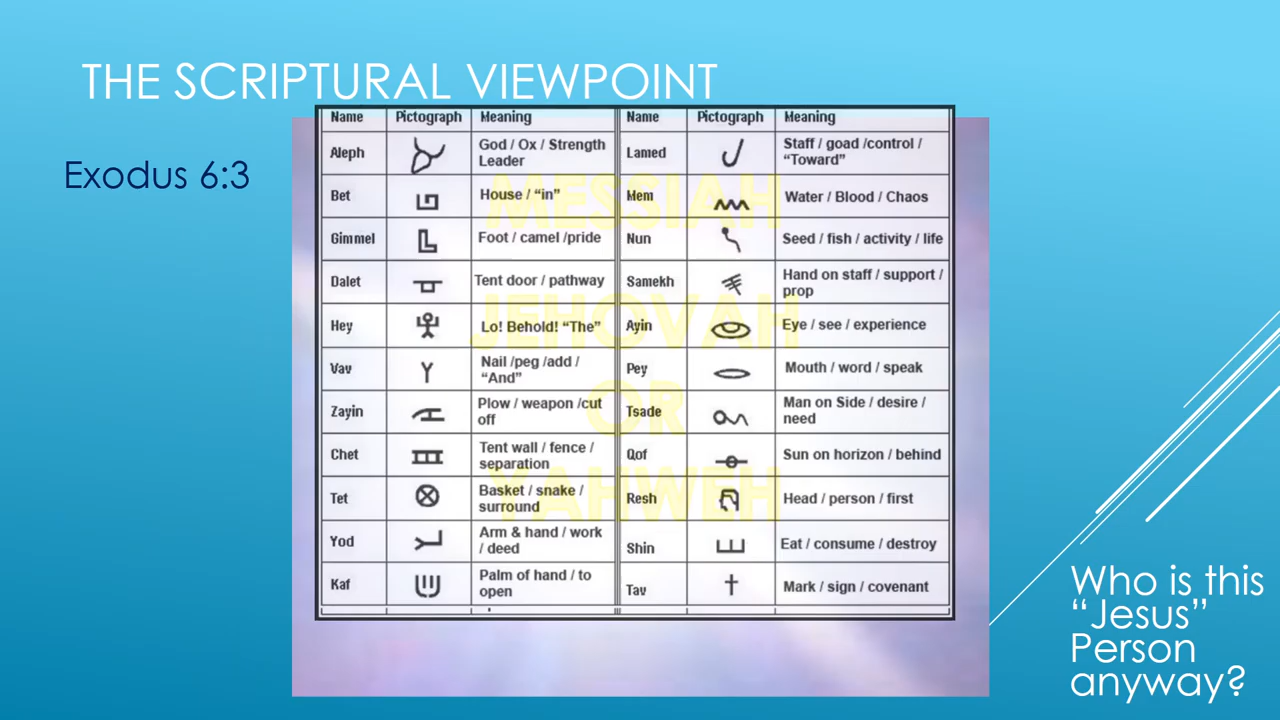 THE SCRIPTURAL VIEWPOINT
Exodus 6:3
Name Pictograph Meaning Name Pictograph Meaning
Aleph God / Ox / Strength Leader Lamed Staff / goad /control / “Toward”
Bet House / “in” Mem Water / Blood / Chaos
Gimmel Foot / camel /pride Nun Seed / fish / activity / life
Dalet Tent door / pathway Samekh Hand on staff / support / prop
Hey Lo! Behold! “The” Ayin Eye / see / experience
Vav Nail /peg /add / “And” Pey Mouth / word / speak
Zayin Plow / weapon /cut off Tsade Man on Side / desire / need
Chet Tent wall / fence / separation Qof Sun on horizon / behind
Tet Basket / snake / surround Resh Head / person / first
Yod Arm & hand / work / deed Shin Eat / consume / destroy
Kaf Palm of hand / to open Tav Mark / sign / covenant
MESSIAH
JEHOVAH
OR
YAHWEH
Who is this
“Jesus”
Person
anyway?